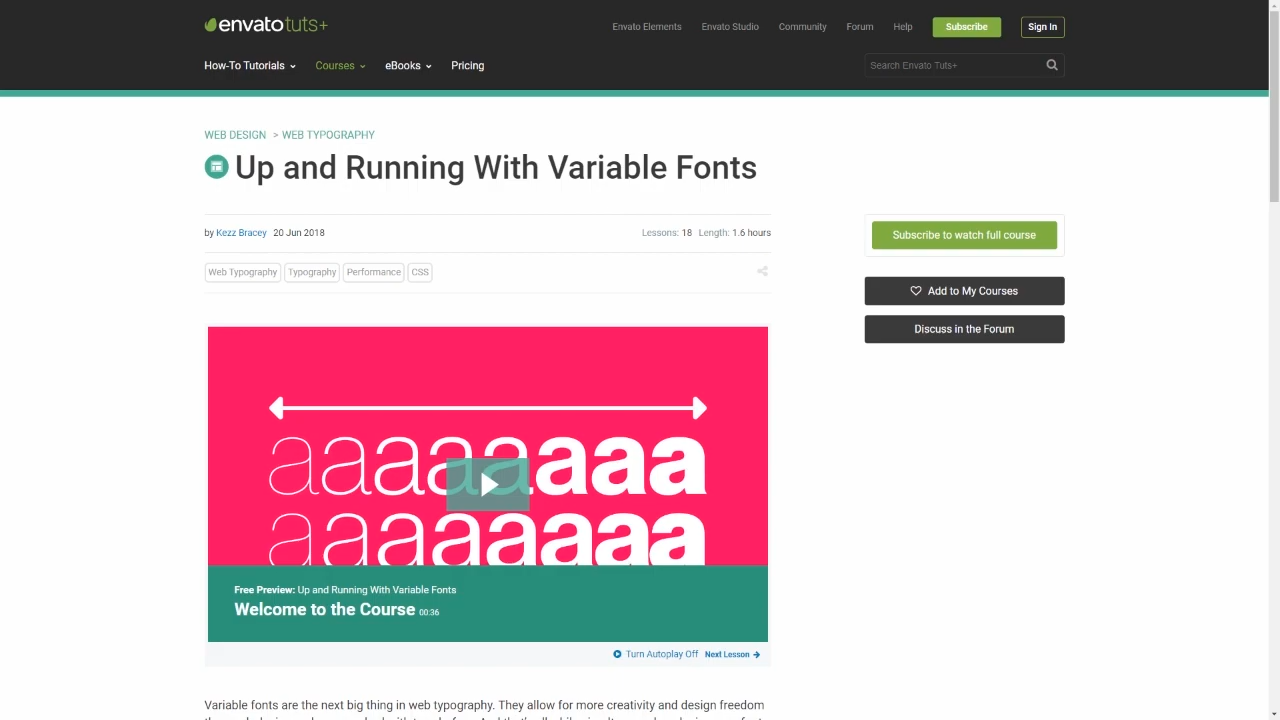 envatotuts+
Envato Elements Envato Studio Community Forum Help Subscribe Sign In
How-To Tutorials Courses eBooks Pricing
Search Envato Tuts+
WEB DESIGN > WEB TYPOGRAPHY
Up and Running With Variable Fonts
by Kezz Bracey 20 Jun 2018 Lessons: 18 Length: 1.6 hours
Subscribe to watch full course
Web Typography Typography Performance CSS
Add to My Courses
Discuss in the Forum
aaaaaaaa
aaaaaaaa
Free Preview: Up and Running With Variable Fonts
Welcome to the Course 00:36
Turn Autoplay Off Next Lesson
Variable fonts are the next big thing in web typography. They allow for more creativity and design freedom